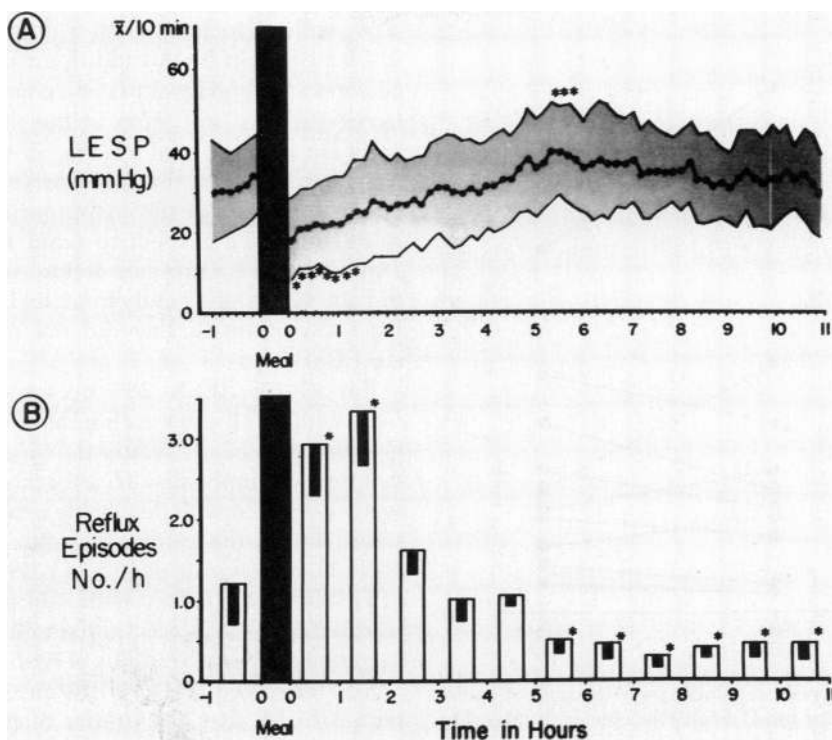 A
x̄/10 min
60
40
20
0
LESP
(mmHg)
***
*********
-1 0 0 1 2 3 4 5 6 7 8 9 10 11
Meal
B
3.0
2.0
1.0
0
Reflux
Episodes
No./h
* * * * * * * *
-1 0 0 1 2 3 4 5 6 7 8 9 10 11
Meal
Time in Hours